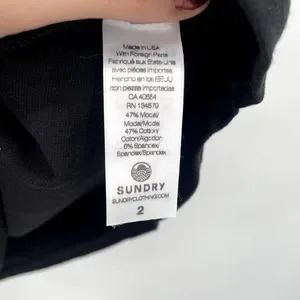 Made in USA
With Foreign Parts
Fabriqué aux États-Unis
avec pièces importées
Hecho en los EEUU
con piezas importadas
CA 40554
RN 134579
47% Modal/
Modal/Modal
47% Cotton/
Coton/Algodon
6% Spandex/
Spandex/Spandex
SUNDRY
SUNDRYCLOTHING.COM
2